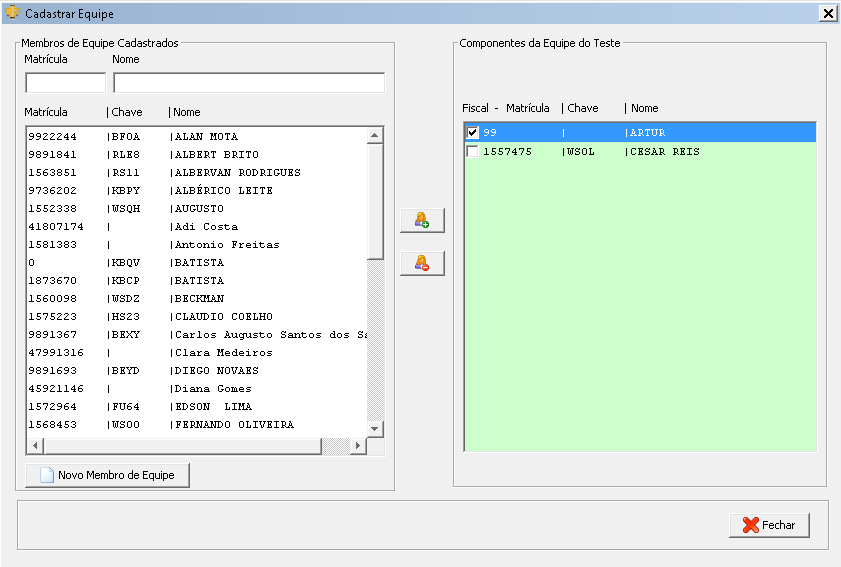 Cadastrar Equipe
Membros de Equipe Cadastrados
Matrícula Nome
Matrícula | Chave | Nome
9922244 |BFOA |ALAN MOTA
9891841 |RLE8 |ALBERT BRITO
1563851 |RS11 |ALBERVAN RODRIGUES
9736202 |KBPY |ALBÉRICO LEITE
1552338 |WSQH |AUGUSTO
41807174 | |Adi Costa
1581383 | |Antonio Freitas
0 |KBQV |BATISTA
1873670 |KBCP |BATISTA
1560098 |WSDZ |BECKMAN
1575223 |HS23 |CLAUDIO COELHO
9891367 |BEXY |Carlos Augusto Santos dos Sa
47991316 | |Clara Medeiros
9891693 |BEYD |DIEGO NOVAES
45921146 | |Diana Gomes
1572964 |FU64 |EDSON LIMA
1568453 |WSOO |FERNANDO OLIVEIRA
Novo Membro de Equipe
Componentes da Equipe do Teste
Fiscal - Matrícula | Chave | Nome
99 | |ARTUR
1557475 |WSOL |CESAR REIS
Fechar